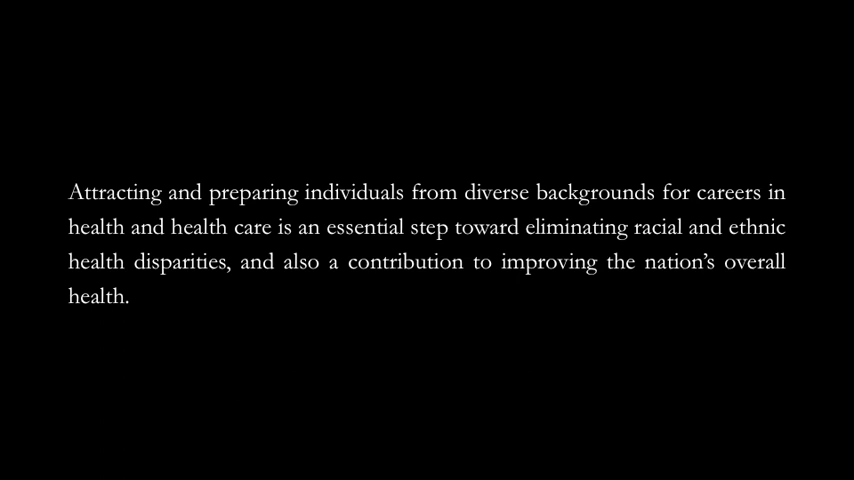 Attracting and preparing individuals from diverse backgrounds for careers in
health and health care is an essential step toward eliminating racial and ethnic
health disparities, and also a contribution to improving the nation’s overall
health.